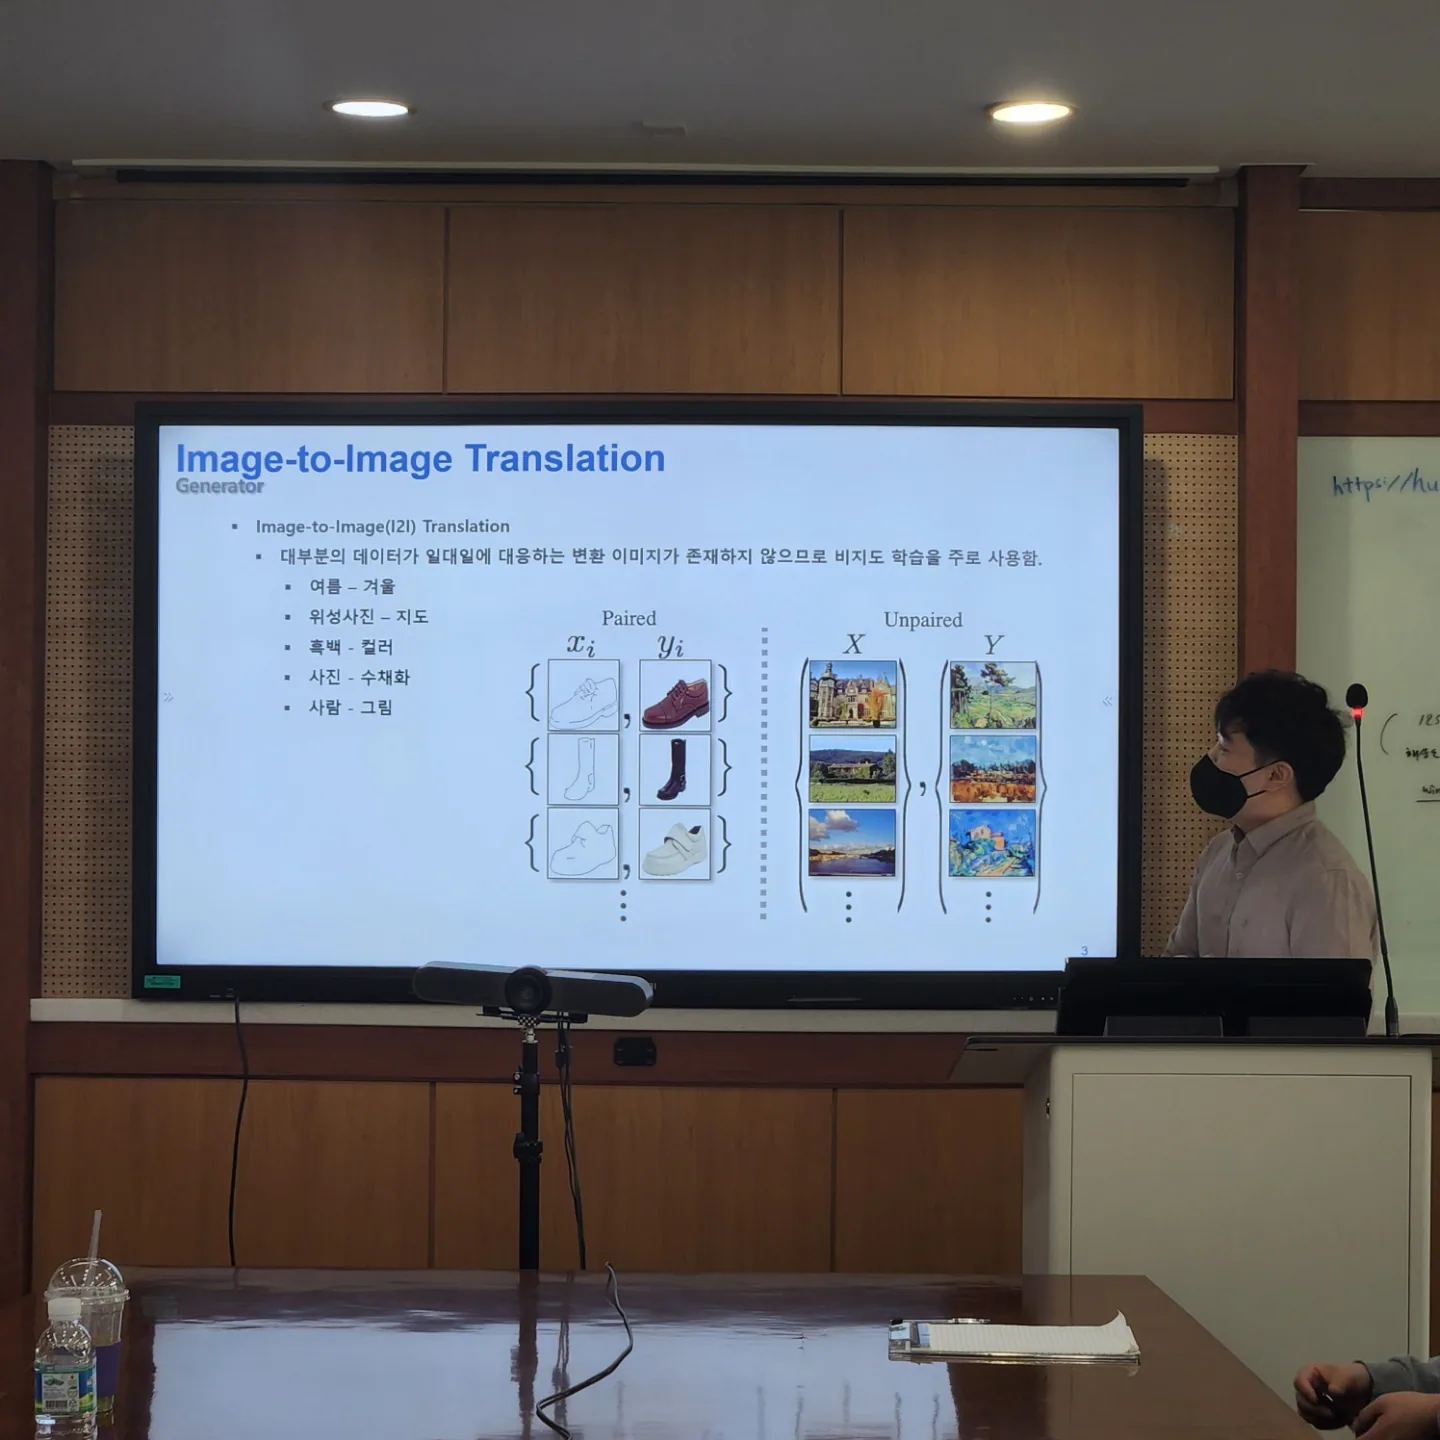 Image-to-Image Translation
Generator
▪ Image-to-Image(I2I) Translation
▪ 대부분의 데이터가 일대일에 대응하는 변환 이미지가 존재하지 않으므로 비지도 학습을 주로 사용함.
▪ 여름 – 겨울
▪ 위성사진 – 지도
▪ 흑백 - 컬러
▪ 사진 - 수채화
▪ 사람 - 그림
Paired
xi yi
Unpaired
X Y
3
https://hu